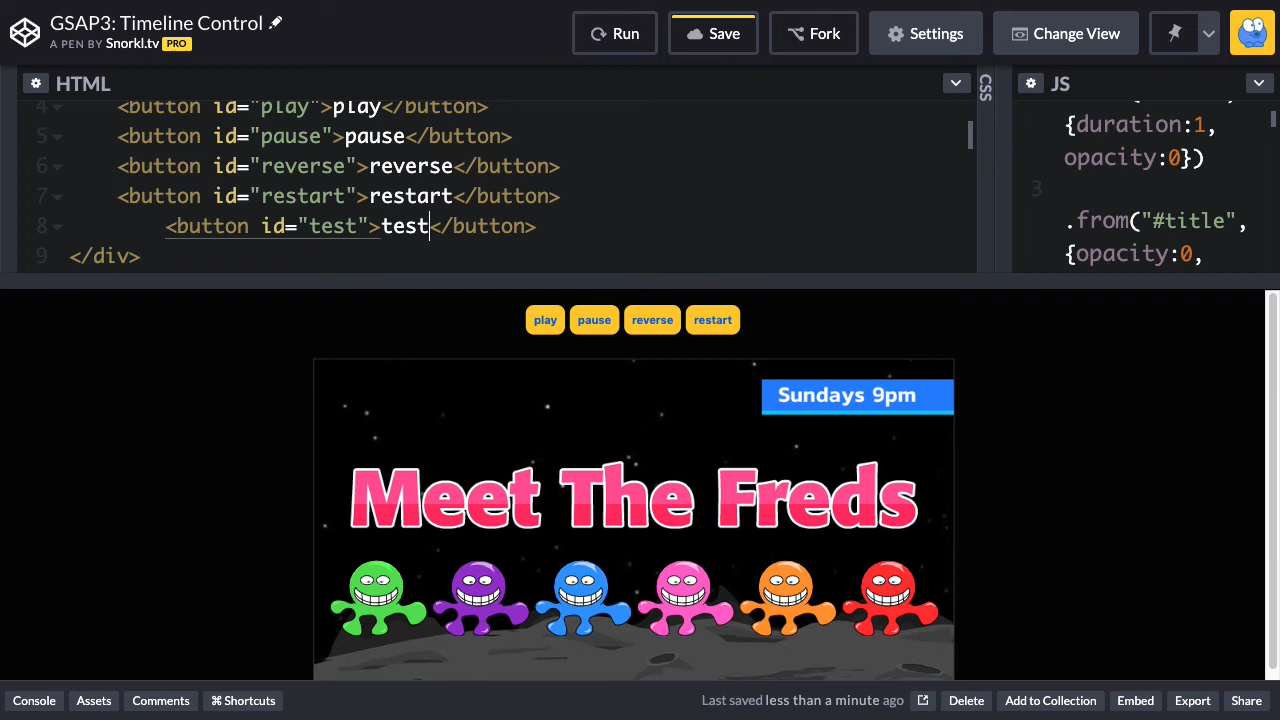 GSAP3: Timeline Control
A PEN BY Snorkl.tv PRO
Run
Save
Fork
Settings
Change View
HTML
4 <button id="play">play</button>
5 <button id="pause">pause</button>
6 <button id="reverse">reverse</button>
7 <button id="restart">restart</button>
8 <button id="test">test</button>
9 </div>
CSS
JS
{duration:1,
opacity:0})
3
.from("#title",
{opacity:0,
play pause reverse restart
Sundays 9pm
Meet The Freds
Console Assets Comments ⌘ Shortcuts Last saved less than a minute ago Delete Add to Collection Embed Export Share